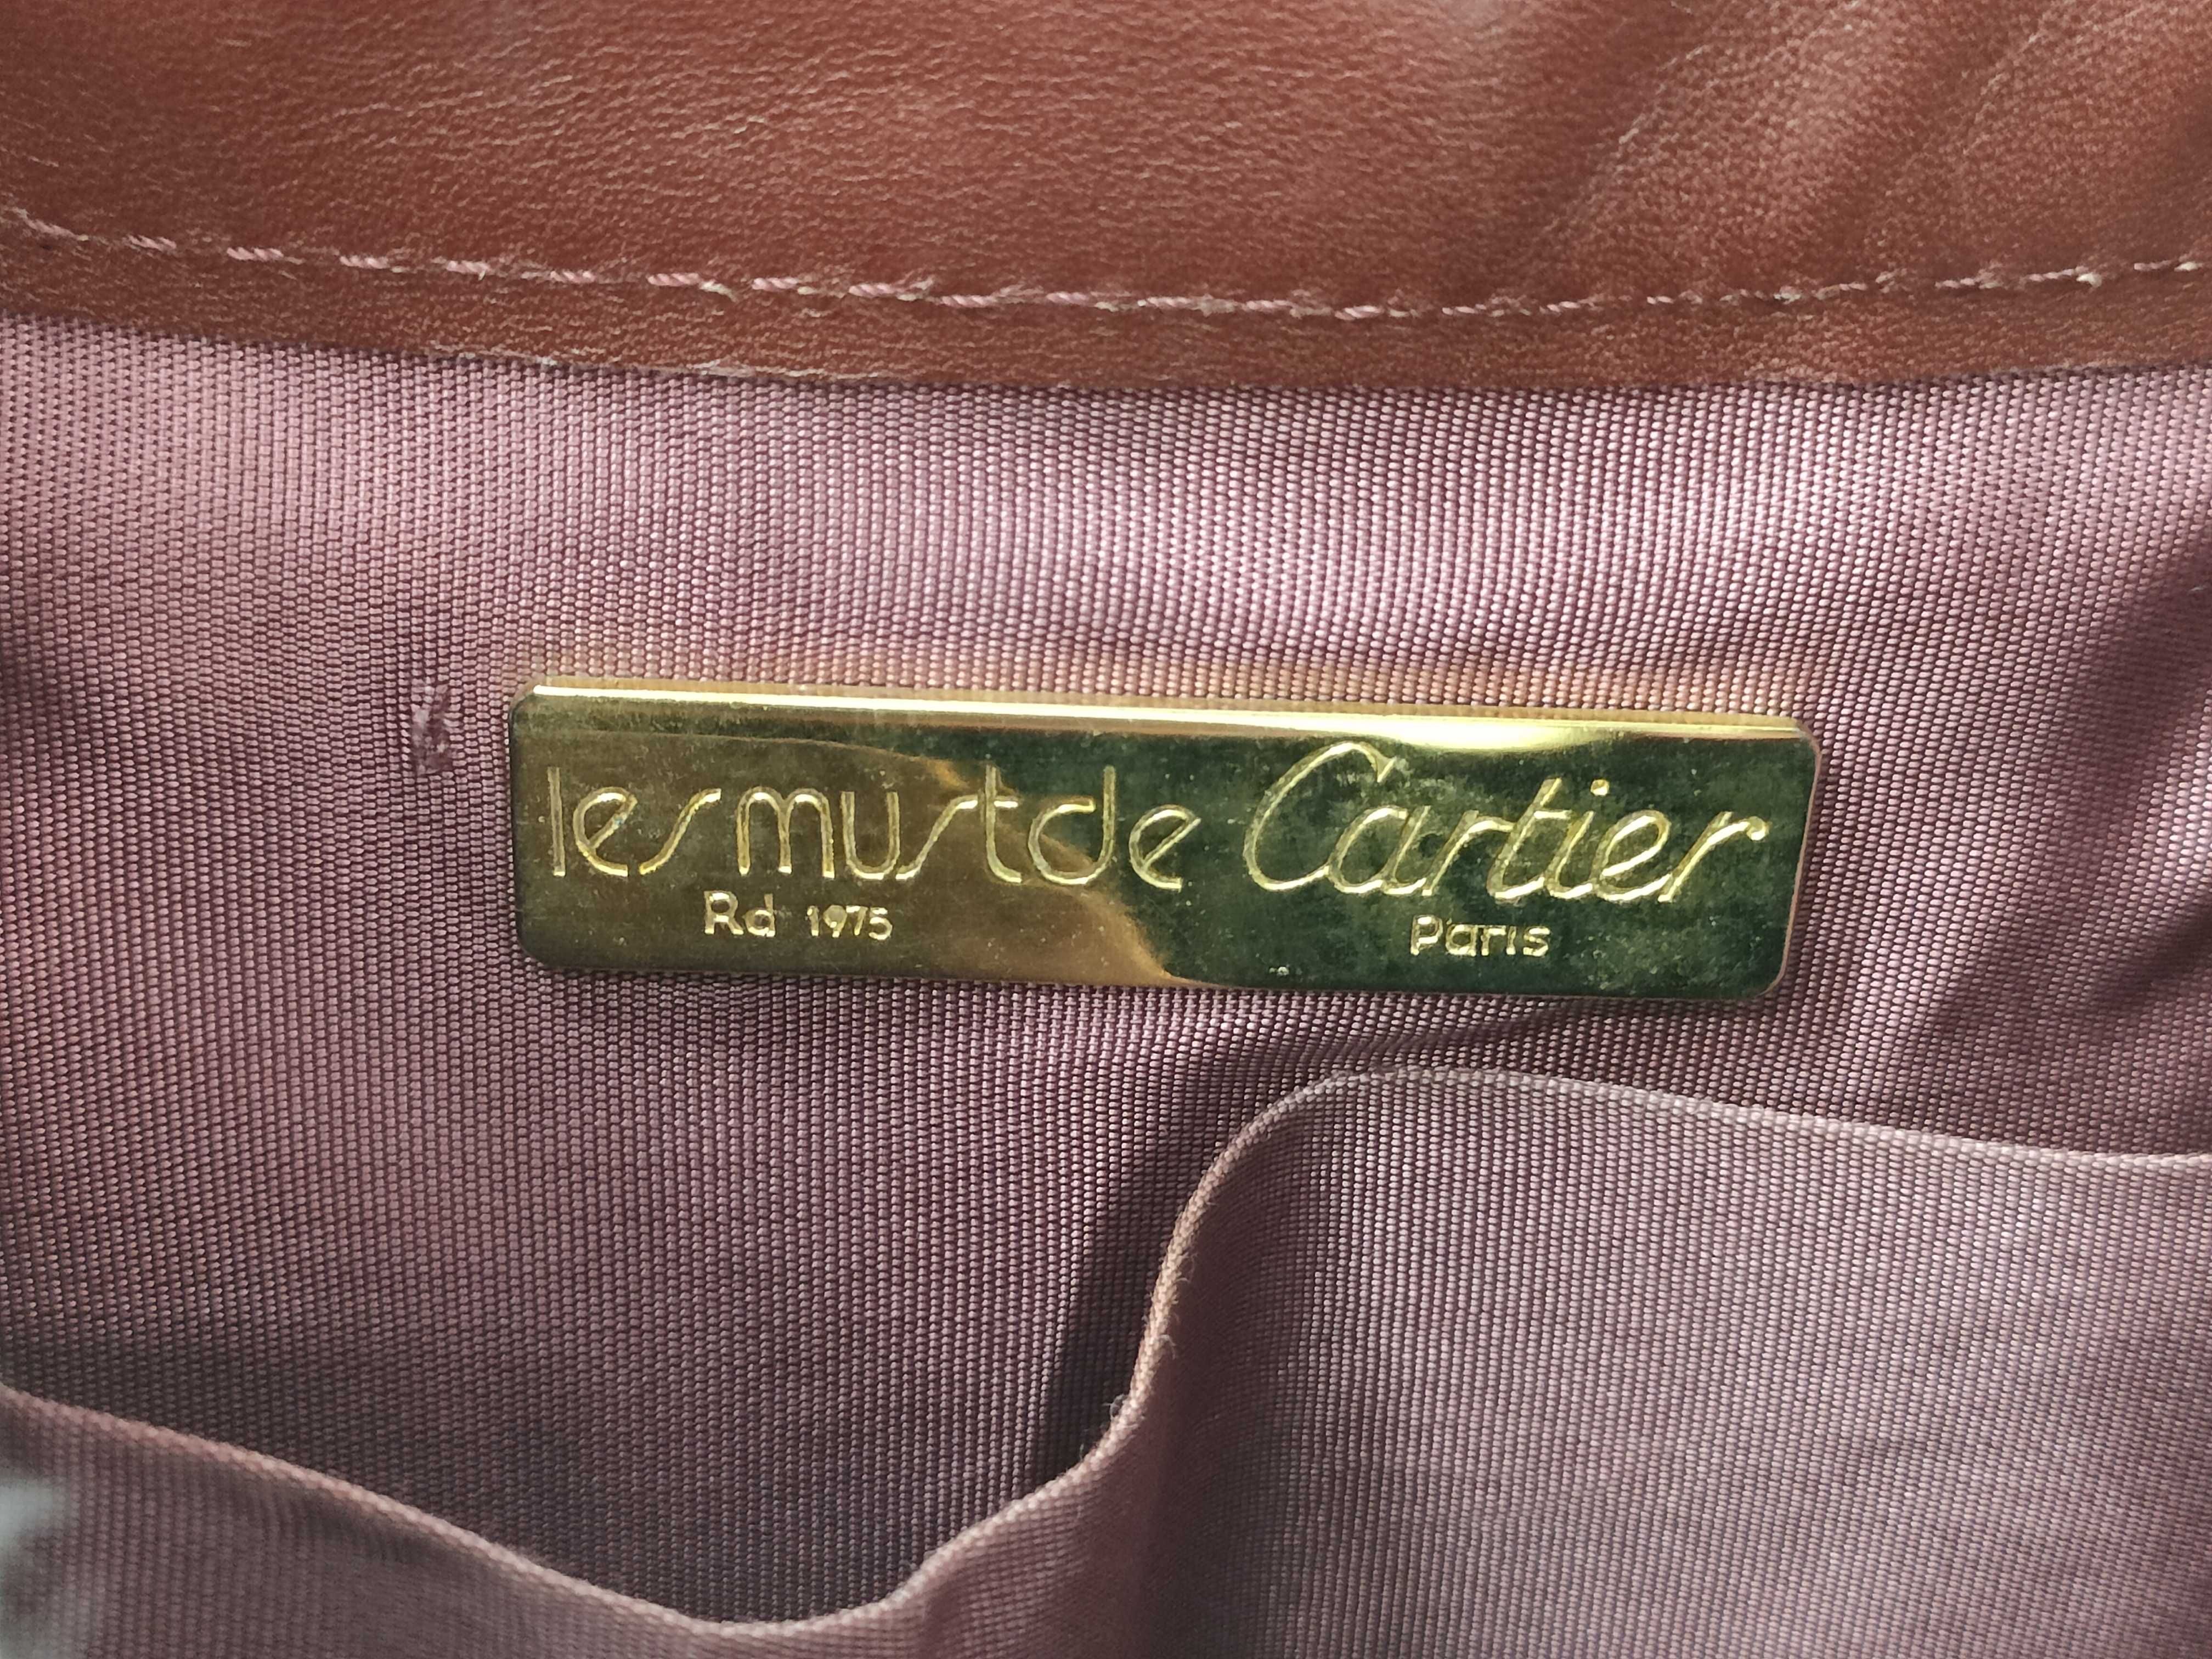 les must de Cartier
Rd 1975 Paris